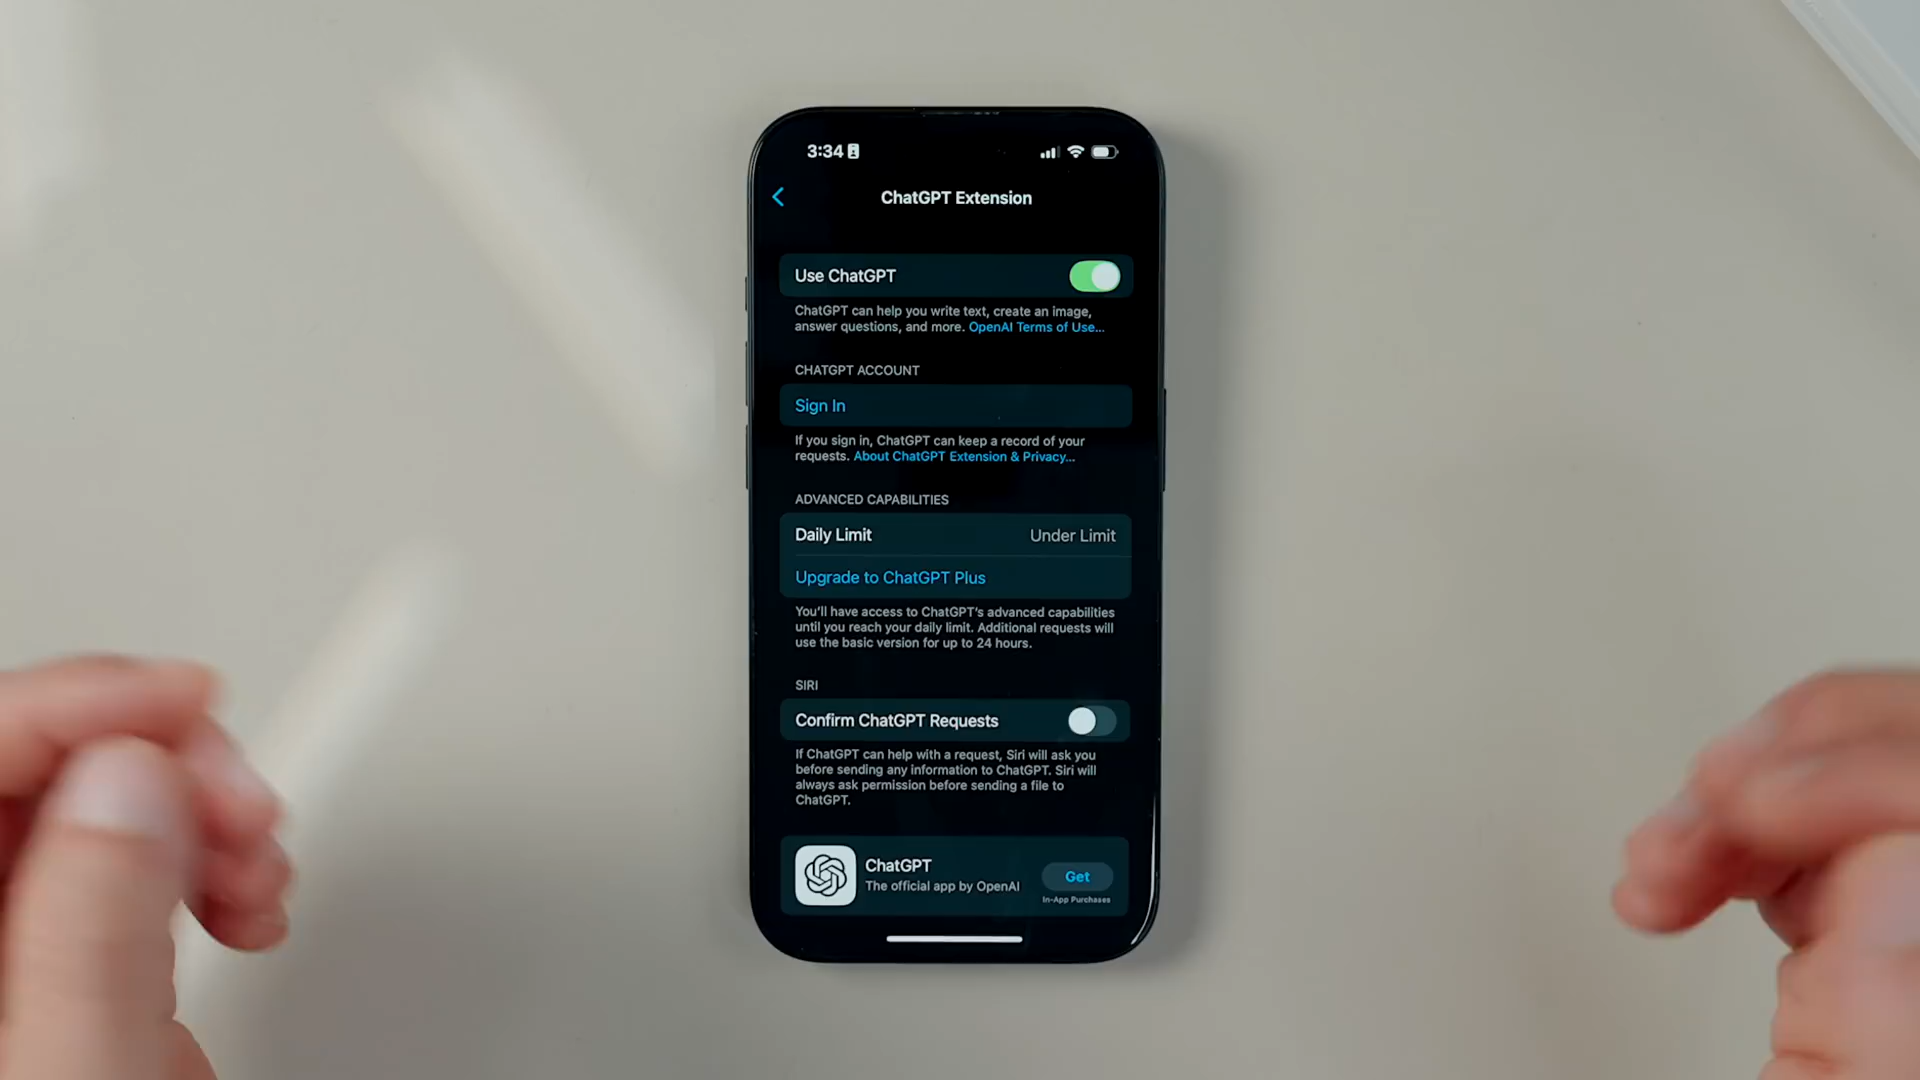 3:34
ChatGPT Extension
Use ChatGPT
ChatGPT can help you write text, create an image,
answer questions, and more. OpenAI Terms of Use...
CHATGPT ACCOUNT
Sign In
If you sign in, ChatGPT can keep a record of your
requests. About ChatGPT Extension & Privacy...
ADVANCED CAPABILITIES
Daily Limit Under Limit
Upgrade to ChatGPT Plus
You'll have access to ChatGPT's advanced capabilities
until you reach your daily limit. Additional requests will
use the basic version for up to 24 hours.
SIRI
Confirm ChatGPT Requests
If ChatGPT can help with a request, Siri will ask you
before sending any information to ChatGPT. Siri will
always ask permission before sending a file to
ChatGPT.
ChatGPT
The official app by OpenAI
Get
In-App Purchases